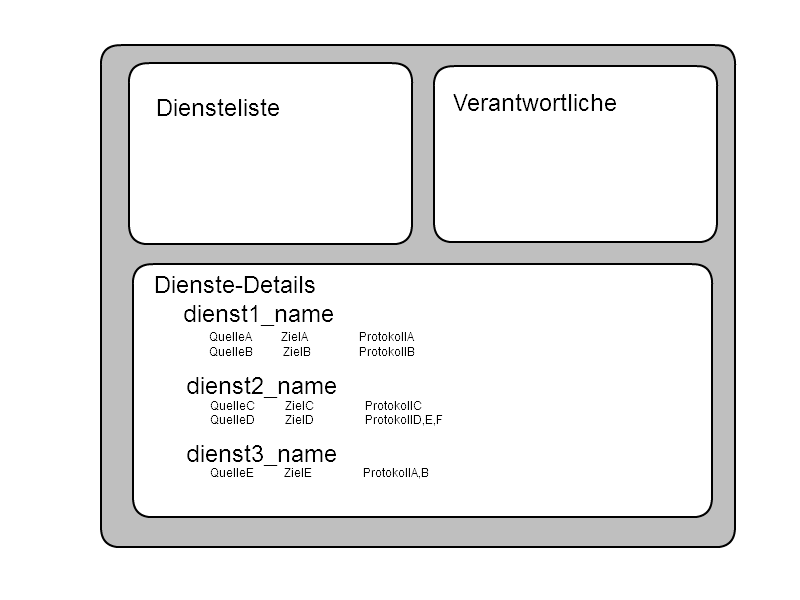 Diensteliste
Verantwortliche
Dienste-Details
dienst1_name
QuelleA ZielA ProtokollA
QuelleB ZielB ProtokollB
dienst2_name
QuelleC ZielC ProtokollC
QuelleD ZielD ProtokollD,E,F
dienst3_name
QuelleE ZielE ProtokollA,B